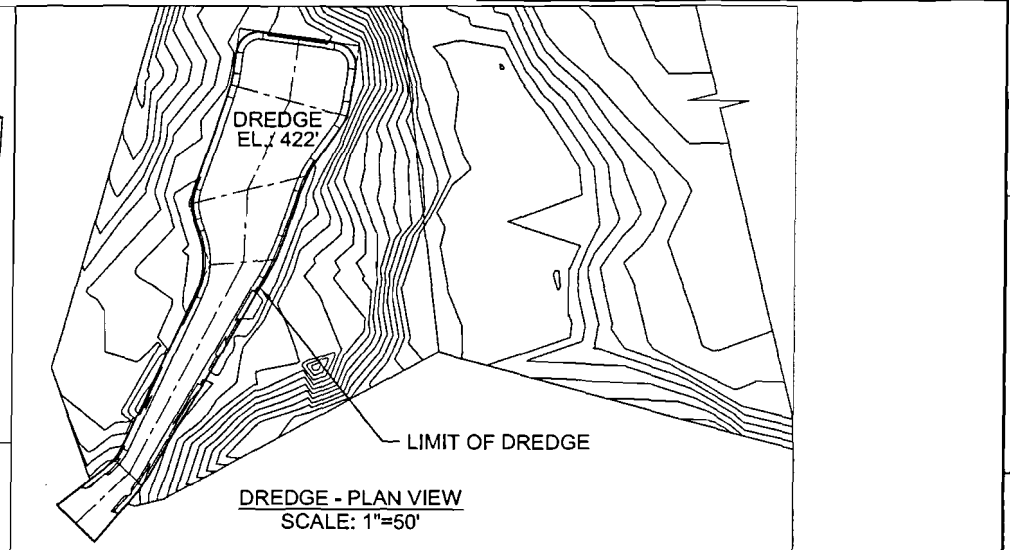 DREDGE
EL. 422'
LIMIT OF DREDGE
DREDGE - PLAN VIEW
SCALE: 1"=50'